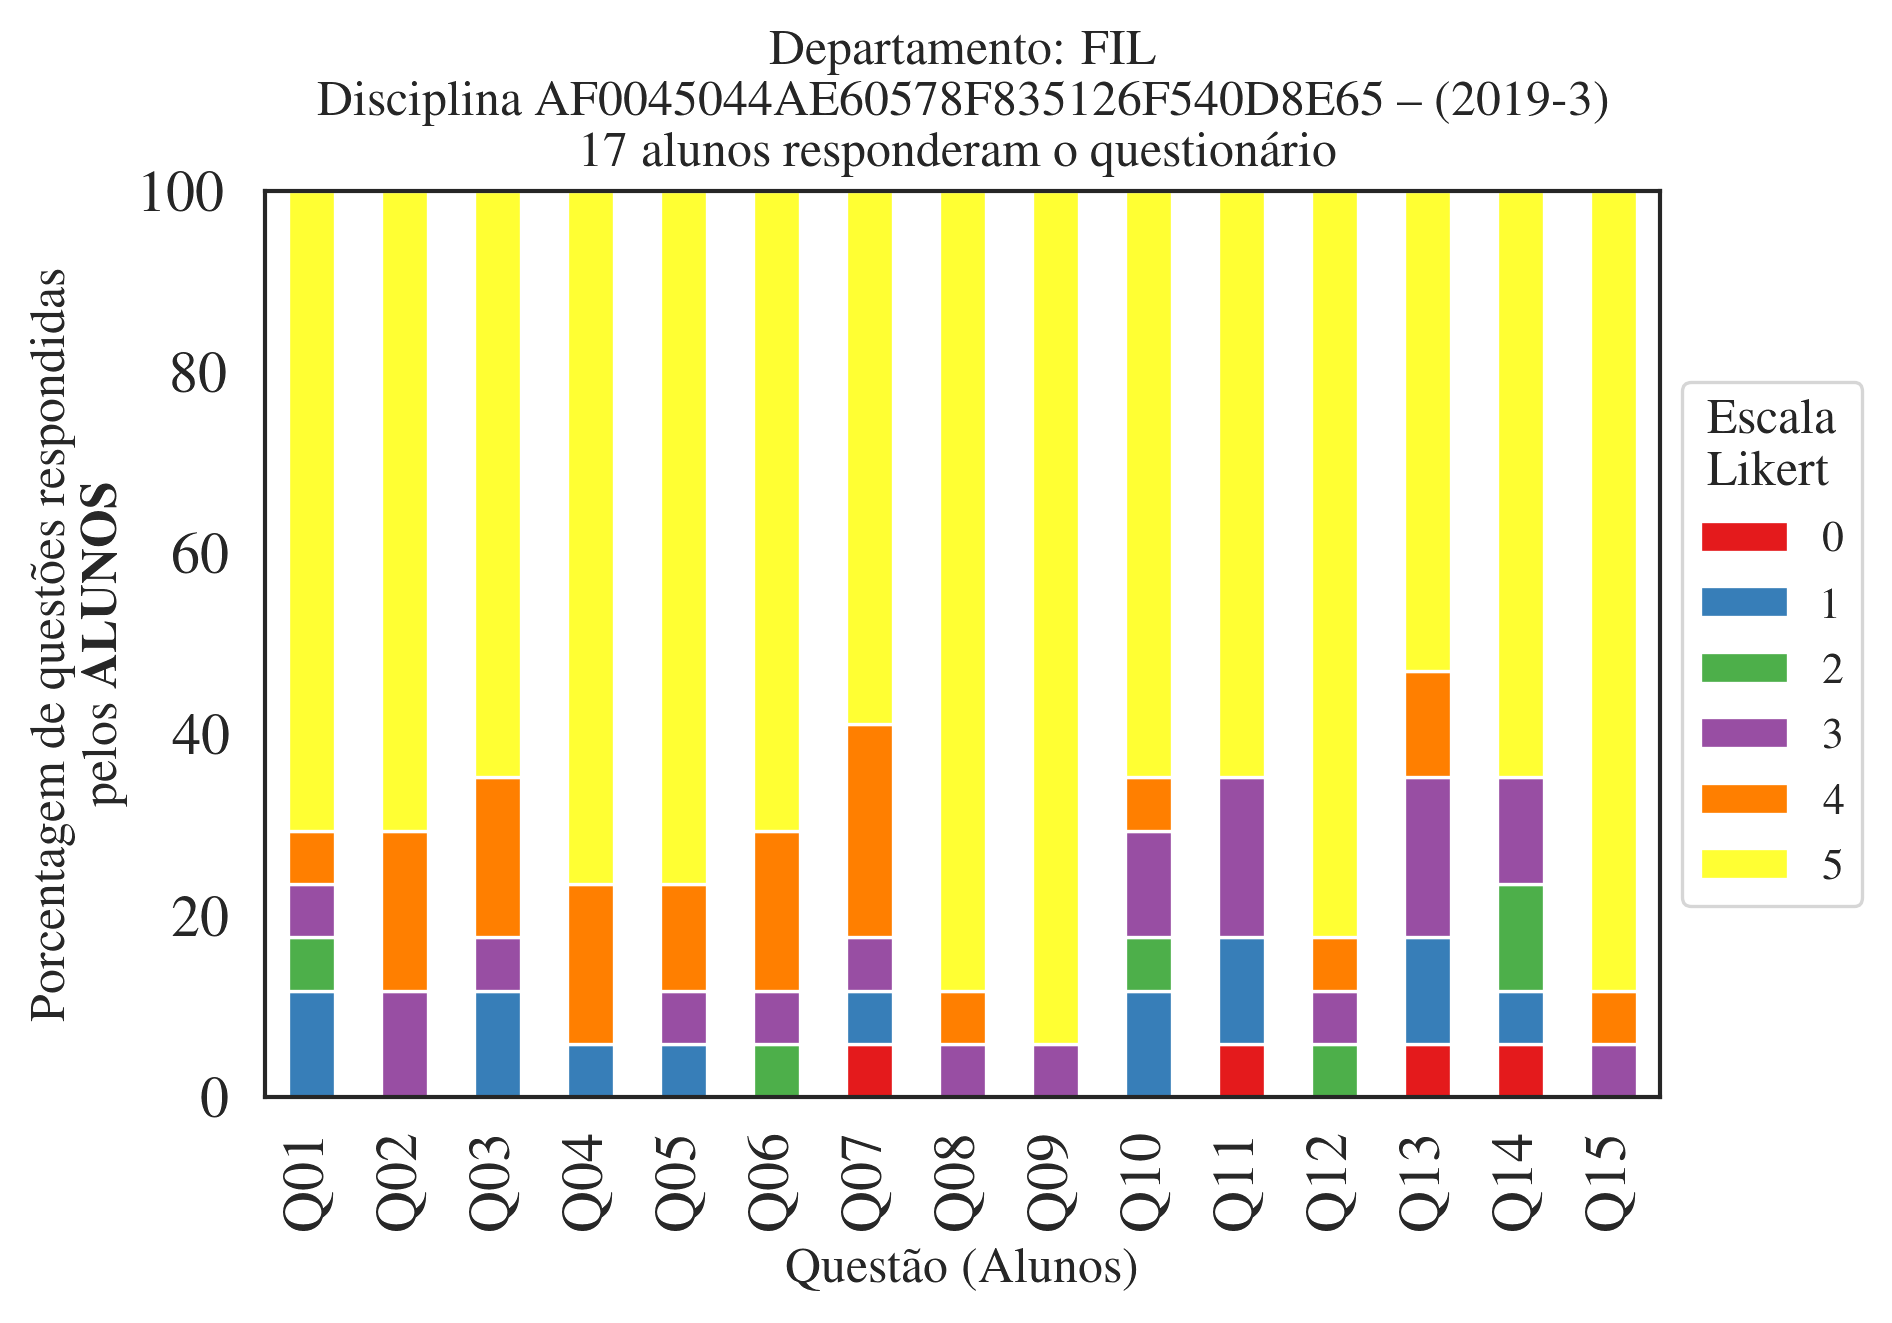 Departamento: FIL
Disciplina AF0045044AE60578F835126F540D8E65 – (2019-3)
17 alunos responderam o questionário
Porcentagem de questões respondidas
pelos ALUNOS
100
80
60
40
20
0
Q01
Q02
Q03
Q04
Q05
Q06
Q07
Q08
Q09
Q10
Q11
Q12
Q13
Q14
Q15
Questão (Alunos)
Escala
Likert
0
1
2
3
4
5